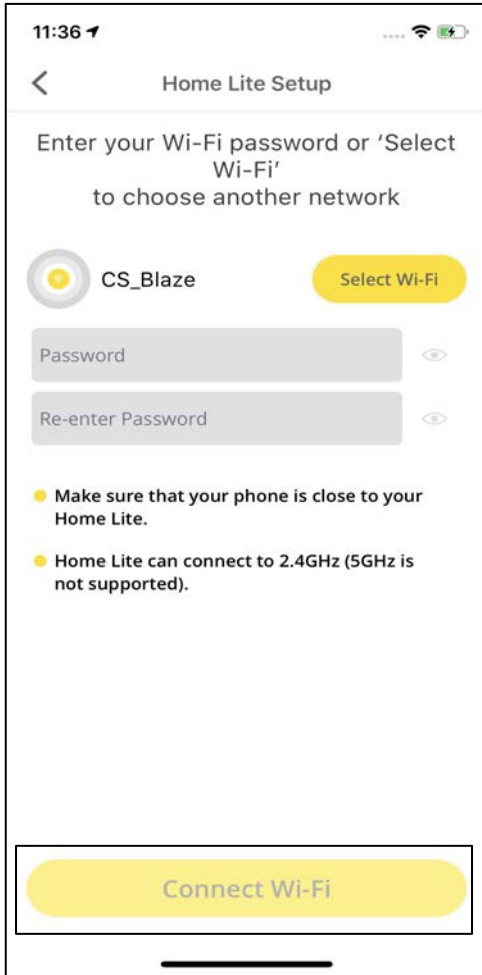 11:36
Home Lite Setup
Enter your Wi-Fi password or ‘Select
Wi-Fi’
to choose another network
CS_Blaze
Select Wi-Fi
Password
Re-enter Password
Make sure that your phone is close to your
Home Lite.
Home Lite can connect to 2.4GHz (5GHz is
not supported).
Connect Wi-Fi